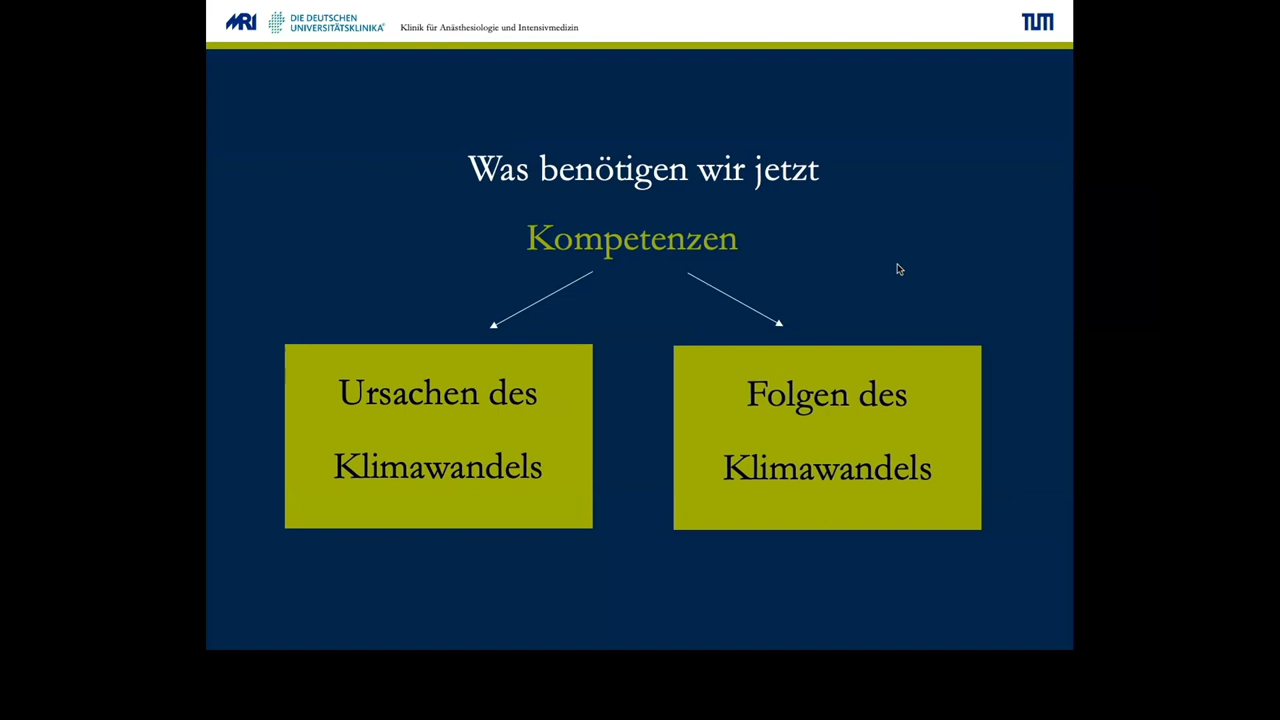 MRI
DIE DEUTSCHEN
UNIVERSITÄTSKLINIKA®
Klinik für Anästhesiologie und Intensivmedizin
TUM
Was benötigen wir jetzt
Kompetenzen
Ursachen des
Klimawandels
Folgen des
Klimawandels